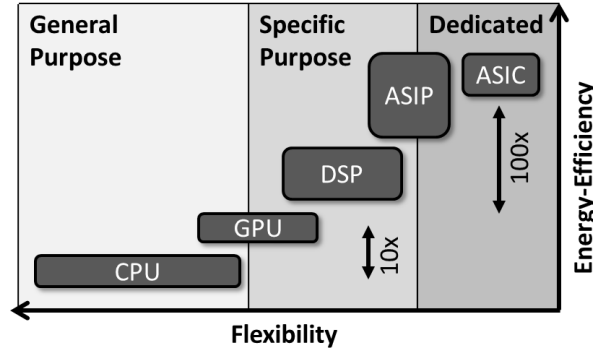 General
Purpose
Specific
Purpose
Dedicated
ASIP
ASIC
DSP
GPU
CPU
10x
100x
Energy-Efficiency
Flexibility